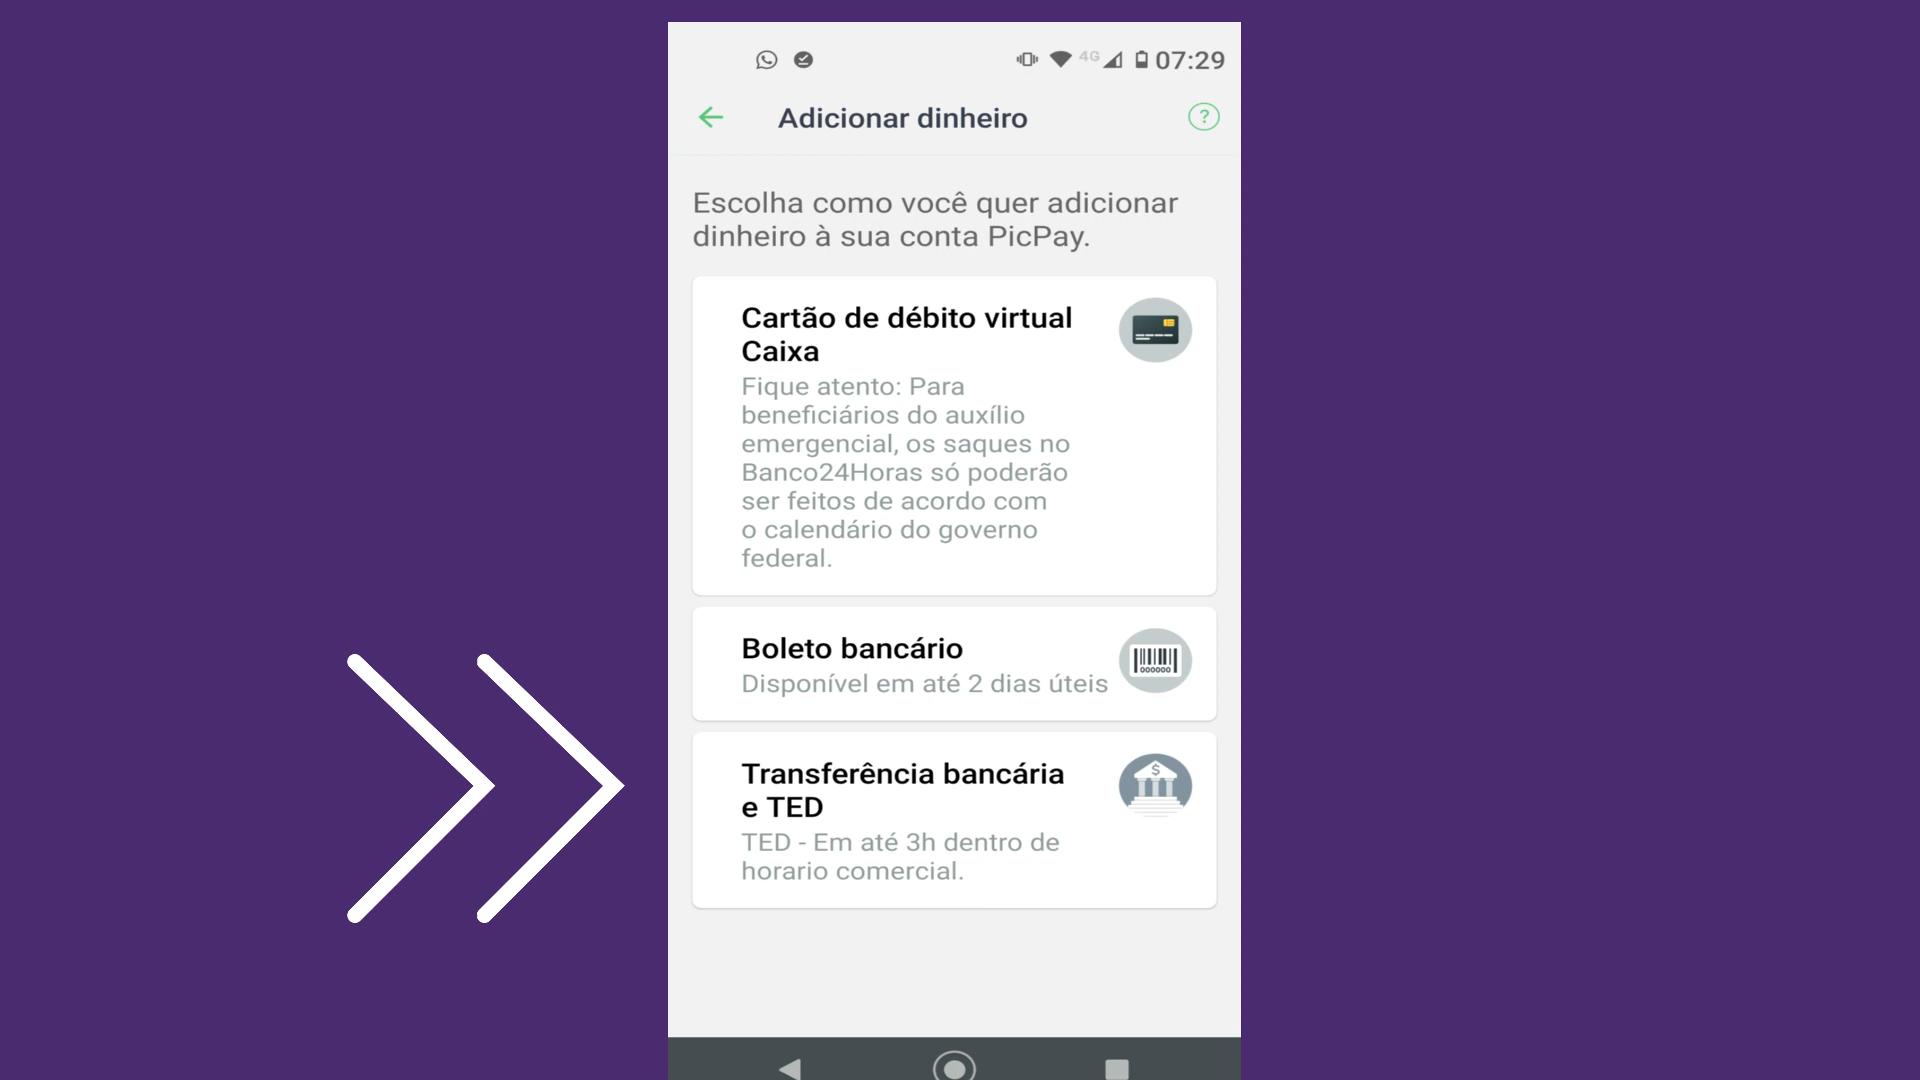 4G 07:29
Adicionar dinheiro
?
Escolha como você quer adicionar
dinheiro à sua conta PicPay.
Cartão de débito virtual
Caixa
Fique atento: Para
beneficiários do auxílio
emergencial, os saques no
Banco24Horas só poderão
ser feitos de acordo com
o calendário do governo
federal.
Boleto bancário
Disponível em até 2 dias úteis
000000
Transferência bancária
e TED
$
TED - Em até 3h dentro de
horario comercial.